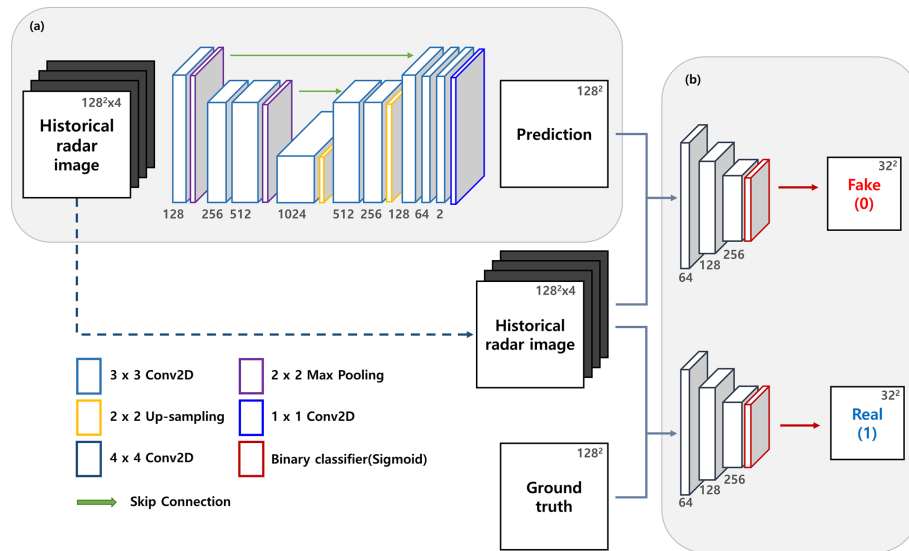 (a)
128²x4
Historical
radar
image
128
256 512
1024
512 256 128 64 2
128²
Prediction
(b)
64
128
256
32²
Fake
(0)
128²x4
Historical
radar image
3 x 3 Conv2D
2 x 2 Max Pooling
2 x 2 Up-sampling
1 x 1 Conv2D
4 x 4 Conv2D
Binary classifier(Sigmoid)
Skip Connection
128²
Ground
truth
64
128
256
32²
Real
(1)